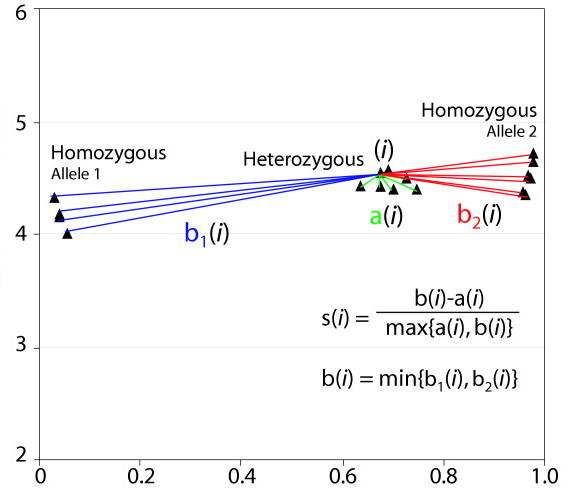 6
5
4
3
2
0
0.2
0.4
0.6
0.8
1.0
Homozygous
Allele 1
Heterozygous
(i)
Homozygous
Allele 2
b₁(i)
a(i)
b₂(i)
s(i) = b(i)-a(i)
max{a(i), b(i)}
b(i) = min{b₁(i), b₂(i)}